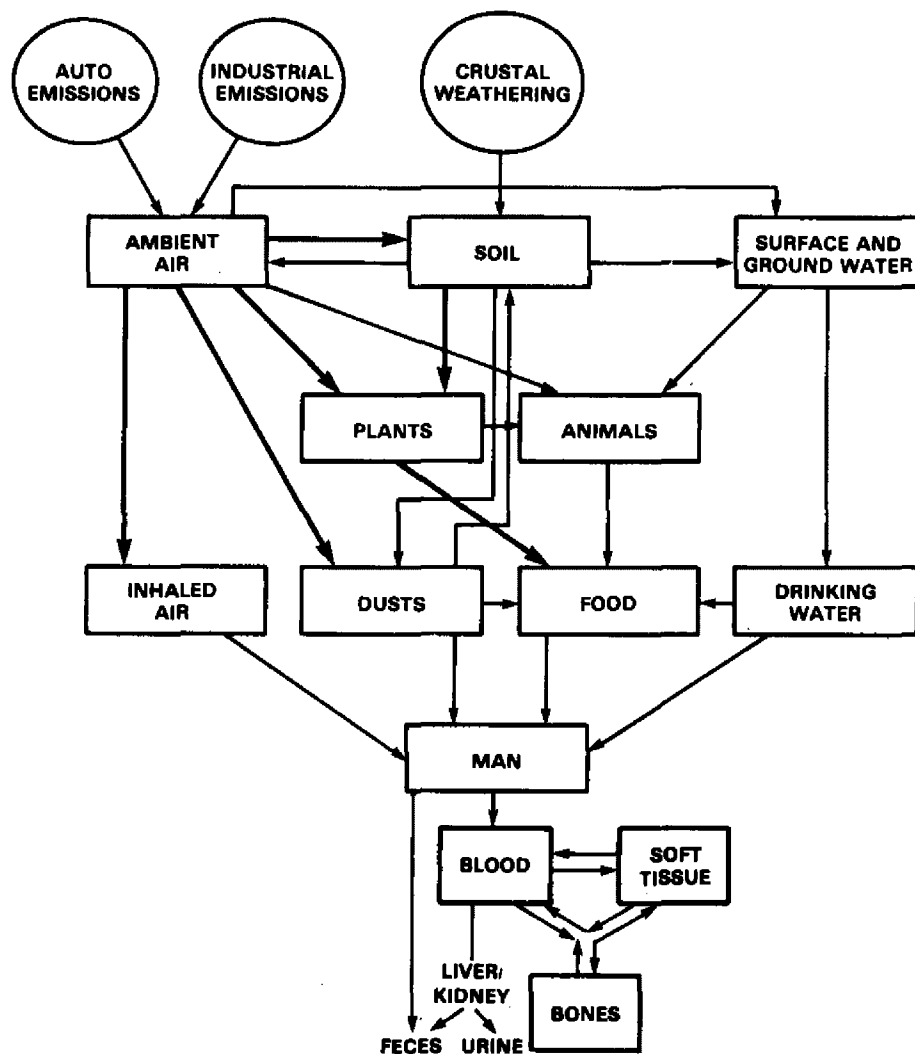 AUTO
EMISSIONS
INDUSTRIAL
EMISSIONS
CRUSTAL
WEATHERING
AMBIENT
AIR
SOIL
SURFACE AND
GROUND WATER
PLANTS
ANIMALS
INHALED
AIR
DUSTS
FOOD
DRINKING
WATER
MAN
BLOOD
SOFT
TISSUE
LIVER/
KIDNEY
BONES
FECES
URINE